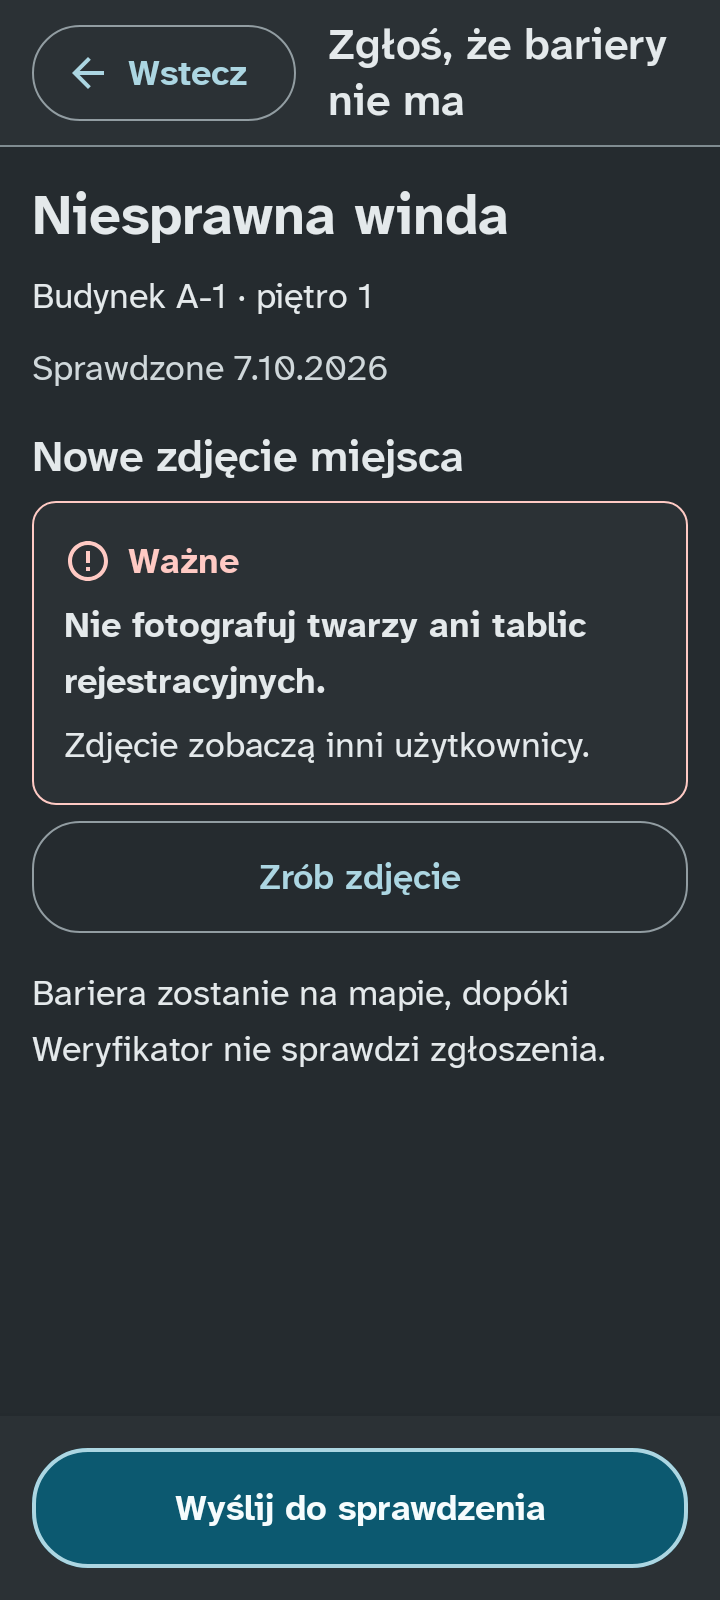 Wstecz
Zgłoś, że bariery
nie ma
Niesprawna winda
Budynek A-1 · piętro 1
Sprawdzone 7.10.2026
Nowe zdjęcie miejsca
Ważne
Nie fotografuj twarzy ani tablic
rejestracyjnych.
Zdjęcie zobaczą inni użytkownicy.
Zrób zdjęcie
Bariera zostanie na mapie, dopóki
Weryfikator nie sprawdzi zgłoszenia.
Wyślij do sprawdzenia